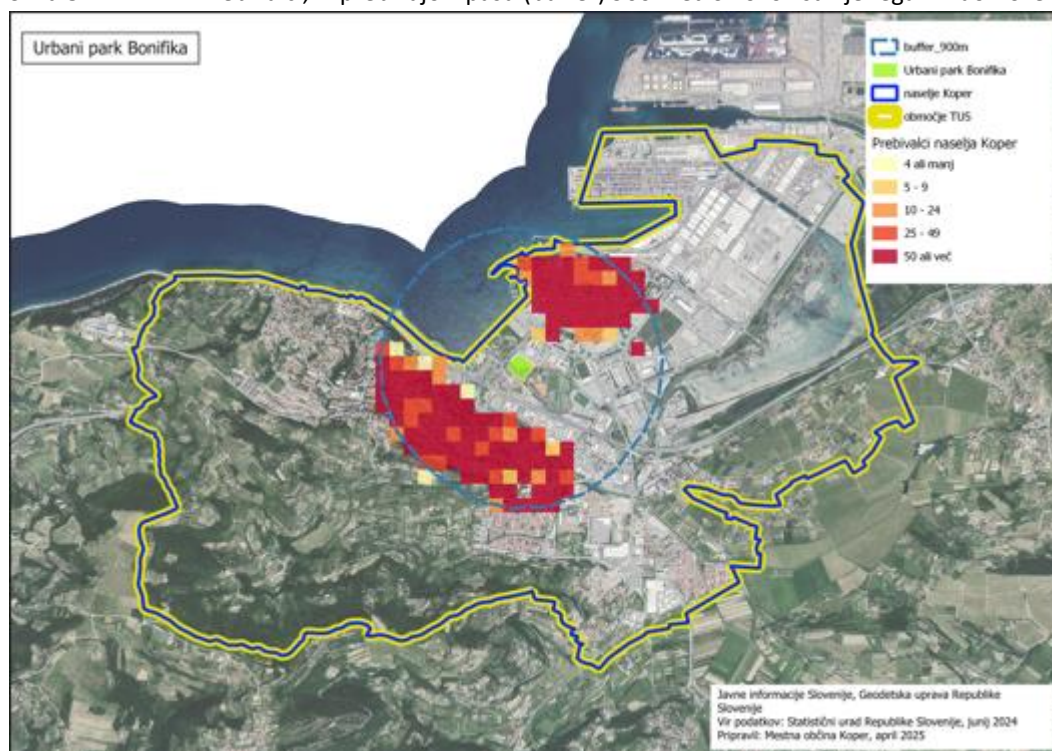 Urbani park Bonifika
buffer_900m
Urbani park Bonifika
naselje Koper
območje TUS
Prebivalci naselja Koper
4 ali manj
5 - 9
10 - 24
25 - 49
50 ali več
Javne informacije Slovenije, Geodetska uprava Republike
Slovenije
Vir podatkov: Statistični urad Republike Slovenije, junij 2024
Pripravil: Mestna občina Koper, april 2025